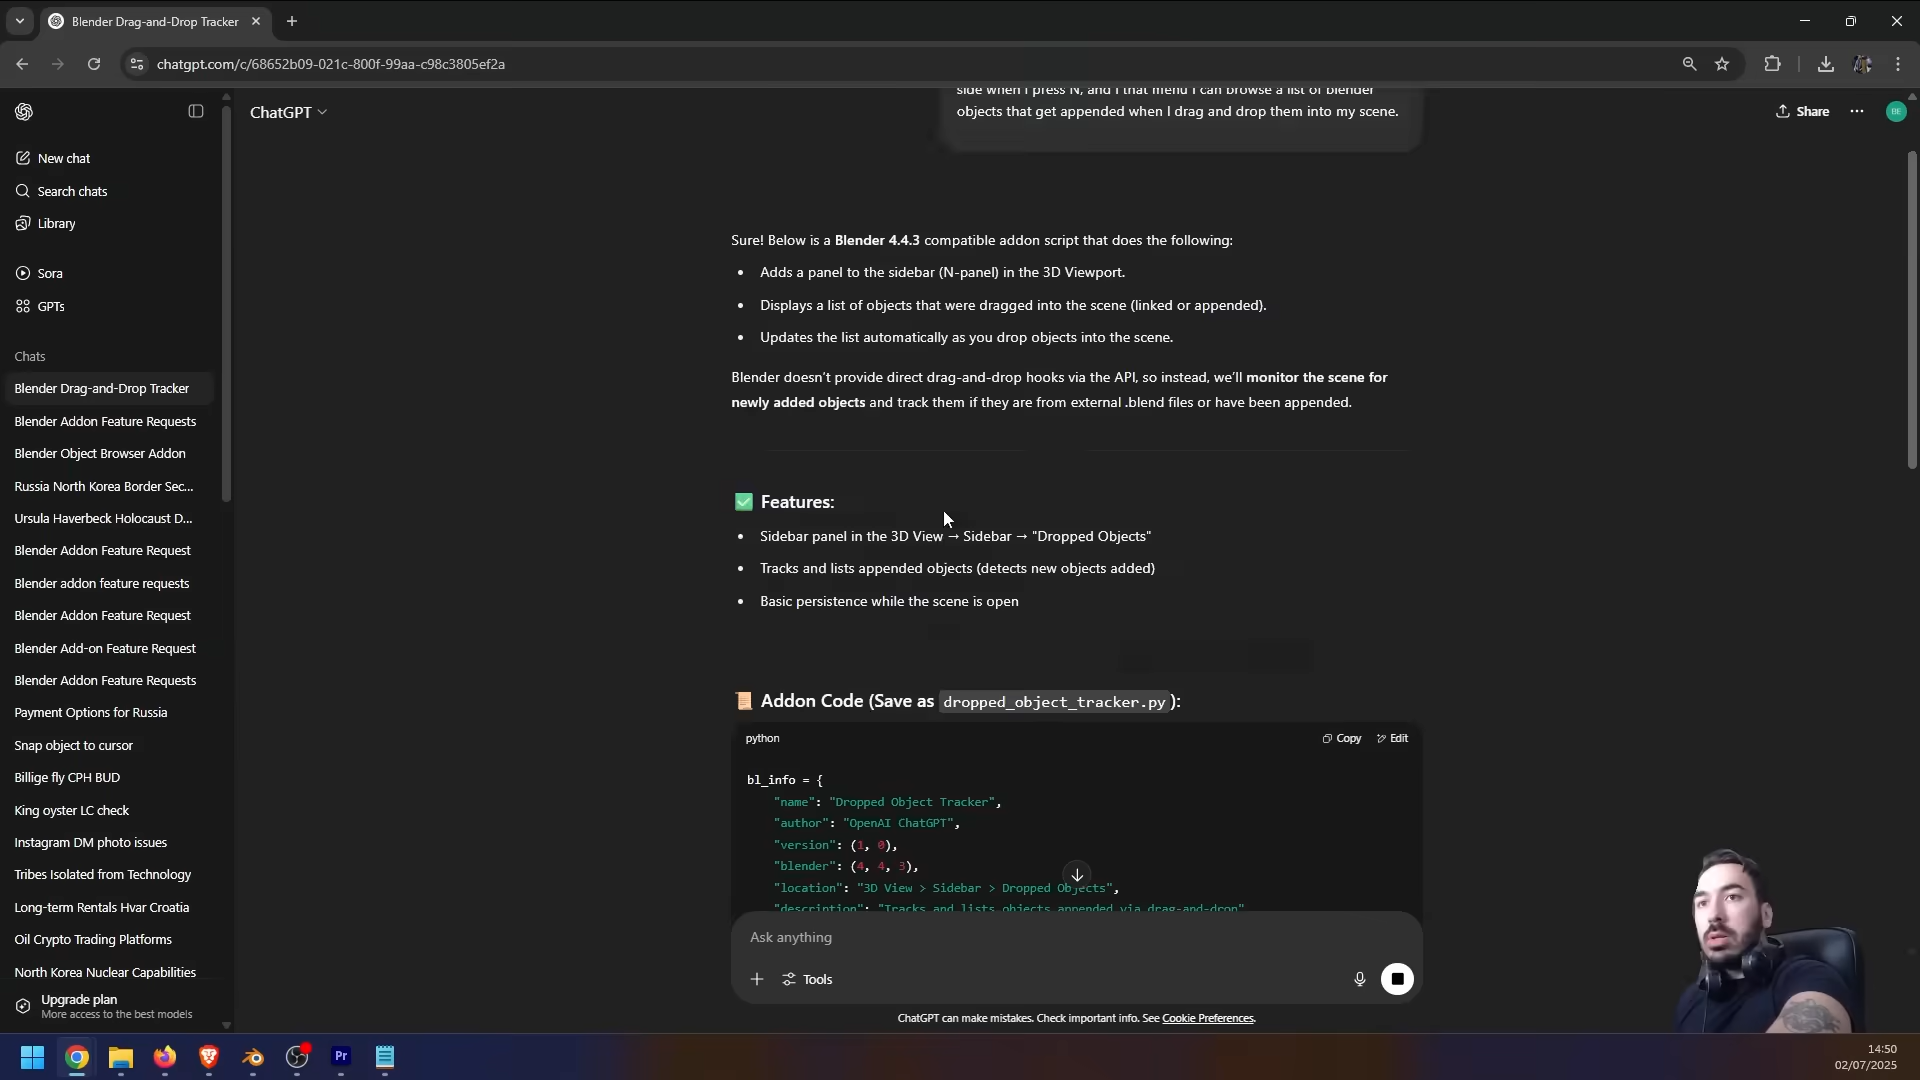 Blender Drag-and-Drop Tracker
chatgpt.com/c/68652b09-021c-800f-99aa-c98c3805ef2a
ChatGPT
Share
BE
New chat
Search chats
Library
Sora
GPTs
Chats
Blender Drag-and-Drop Tracker
Blender Addon Feature Requests
Blender Object Browser Addon
Russia North Korea Border Sec...
Ursula Haverbeck Holocaust D...
Blender Addon Feature Request
Blender addon feature requests
Blender Addon Feature Request
Blender Add-on Feature Request
Blender Addon Feature Requests
Payment Options for Russia
Snap object to cursor
Billige fly CPH BUD
King oyster LC check
Instagram DM photo issues
Tribes Isolated from Technology
Long-term Rentals Hvar Croatia
Oil Crypto Trading Platforms
North Korea Nuclear Capabilities
Upgrade plan
More access to the best models
side when I press N, and I that menu I can browse a list of blender
objects that get appended when I drag and drop them into my scene.
Sure! Below is a Blender 4.4.3 compatible addon script that does the following:
• Adds a panel to the sidebar (N-panel) in the 3D Viewport.
• Displays a list of objects that were dragged into the scene (linked or appended).
• Updates the list automatically as you drop objects into the scene.
Blender doesn't provide direct drag-and-drop hooks via the API, so instead, we'll monitor the scene for
newly added objects and track them if they are from external .blend files or have been appended.
✅ Features:
• Sidebar panel in the 3D View → Sidebar → "Dropped Objects"
• Tracks and lists appended objects (detects new objects added)
• Basic persistence while the scene is open
📜 Addon Code (Save as dropped_object_tracker.py):
python
Copy
Edit
bl_info = {
"name": "Dropped Object Tracker",
"author": "OpenAI ChatGPT",
"version": (1, 0),
"blender": (4, 4, 3),
"location": "3D View > Sidebar > Dropped Objects",
"description": "Tracks and lists objects appended via drag-and-drop"
Ask anything
Tools
ChatGPT can make mistakes. Check important info. See Cookie Preferences.
Pr
14:50
02/07/2025